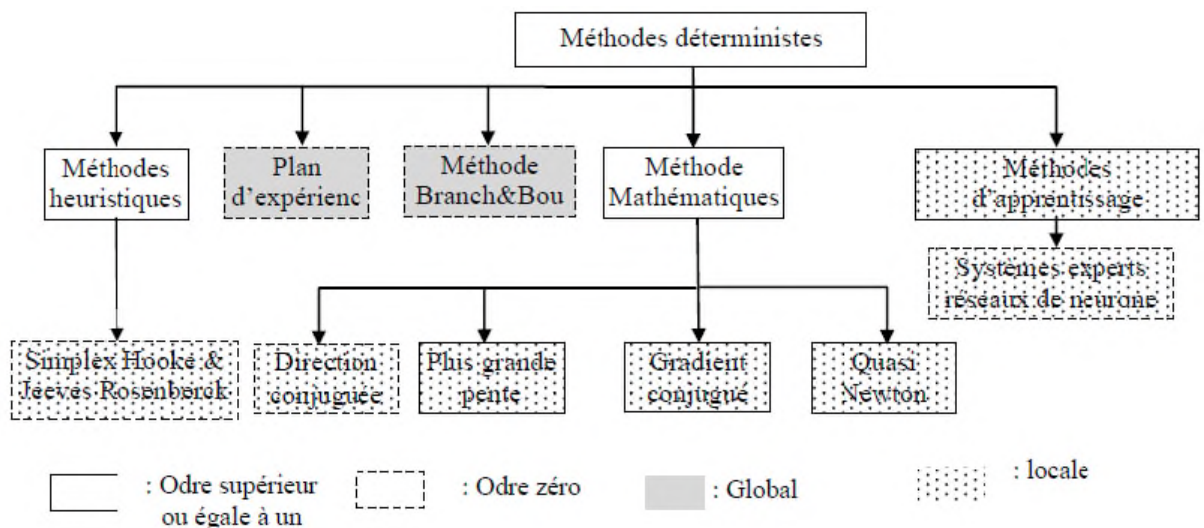 Méthodes déterministes
Méthodes
heuristiques
Plan
d'expérienc
Méthode
Branch&Bou
Méthode
Mathématiques
Méthodes
d'apprentissage
Systèmes experts
réseaux de neurone
Simplex Hooke &
Jeeves Rosenberck
Direction
conjuguée
Plus grande
pente
Gradient
conjugué
Quasi
Newton
: Odre supérieur
ou égale à un
: Odre zéro
: Global
: locale